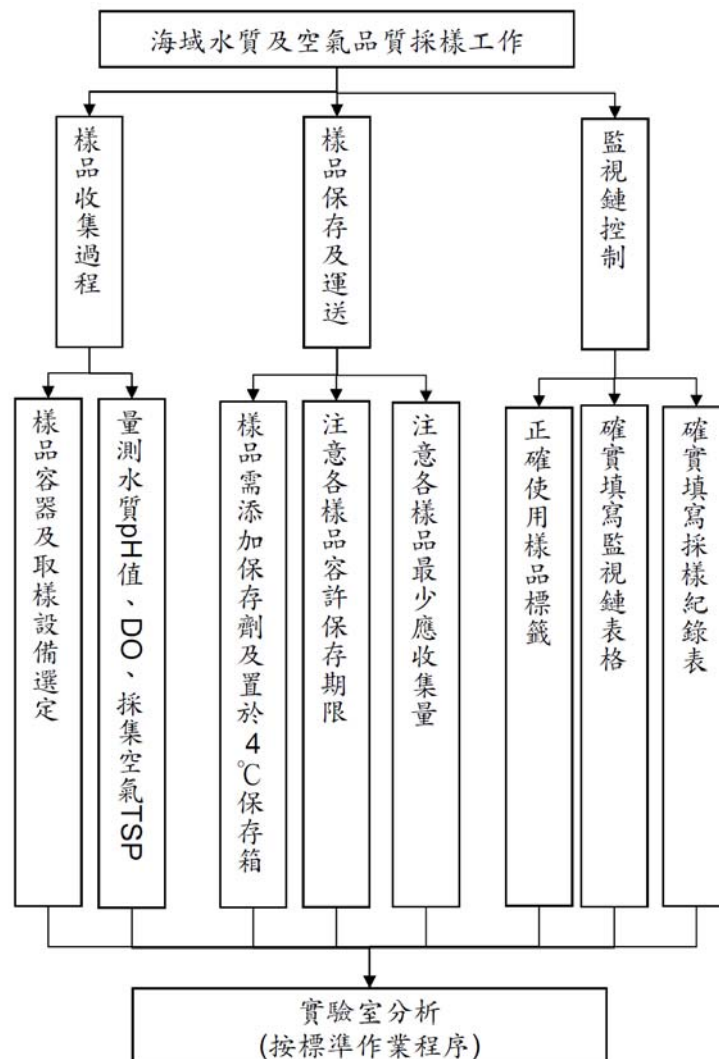 海域水質及空氣品質採樣工作
樣品收集過程
樣品保存及運送
監視鏈控制
樣品容器及取樣設備選定
量測水質pH值、DO、採集空氣TSP
樣品需添加保存劑及置於4℃保存箱
注意各樣品容許保存期限
注意各樣品最少應收集量
正確使用樣品標籤
確實填寫監視鏈表格
確實填寫採樣紀錄表
實驗室分析
(按標準作業程序)